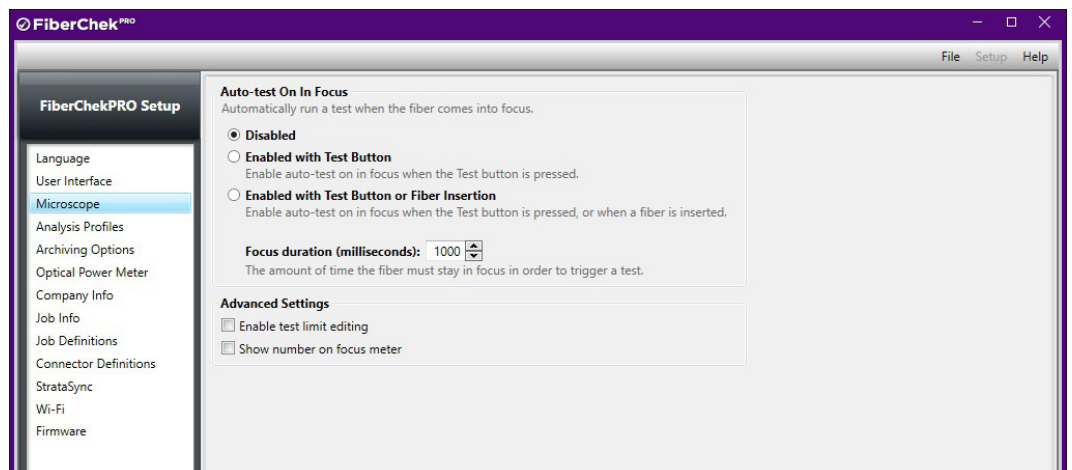 FiberChek PRO
File Setup Help
FiberChekPRO Setup
Language
User Interface
Microscope
Analysis Profiles
Archiving Options
Optical Power Meter
Company Info
Job Info
Job Definitions
Connector Definitions
StrataSync
Wi-Fi
Firmware
Auto-test On In Focus
Automatically run a test when the fiber comes into focus.
Disabled
Enabled with Test Button
Enable auto-test on in focus when the Test button is pressed.
Enabled with Test Button or Fiber Insertion
Enable auto-test on in focus when the Test button is pressed, or when a fiber is inserted.
Focus duration (milliseconds): 1000
The amount of time the fiber must stay in focus in order to trigger a test.
Advanced Settings
Enable test limit editing
Show number on focus meter